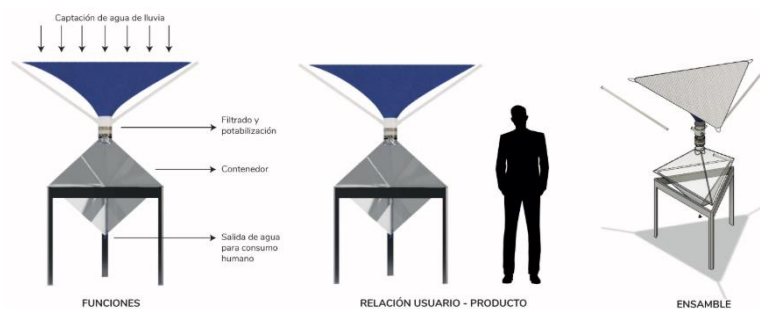 Captación de agua de lluvia
Filtrado y
potabilización
Contenedor
Salida de agua
para consumo
humano
FUNCIONES
RELACIÓN USUARIO - PRODUCTO
ENSAMBLE